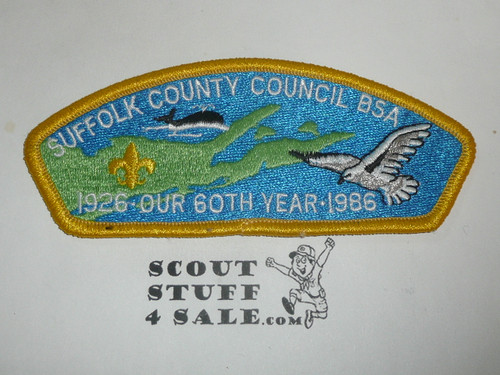 SUFFOLK COUNTY COUNCIL BSA
1926 · OUR 60TH YEAR · 1986
SCOUT
STUFF
4 SALE.COM